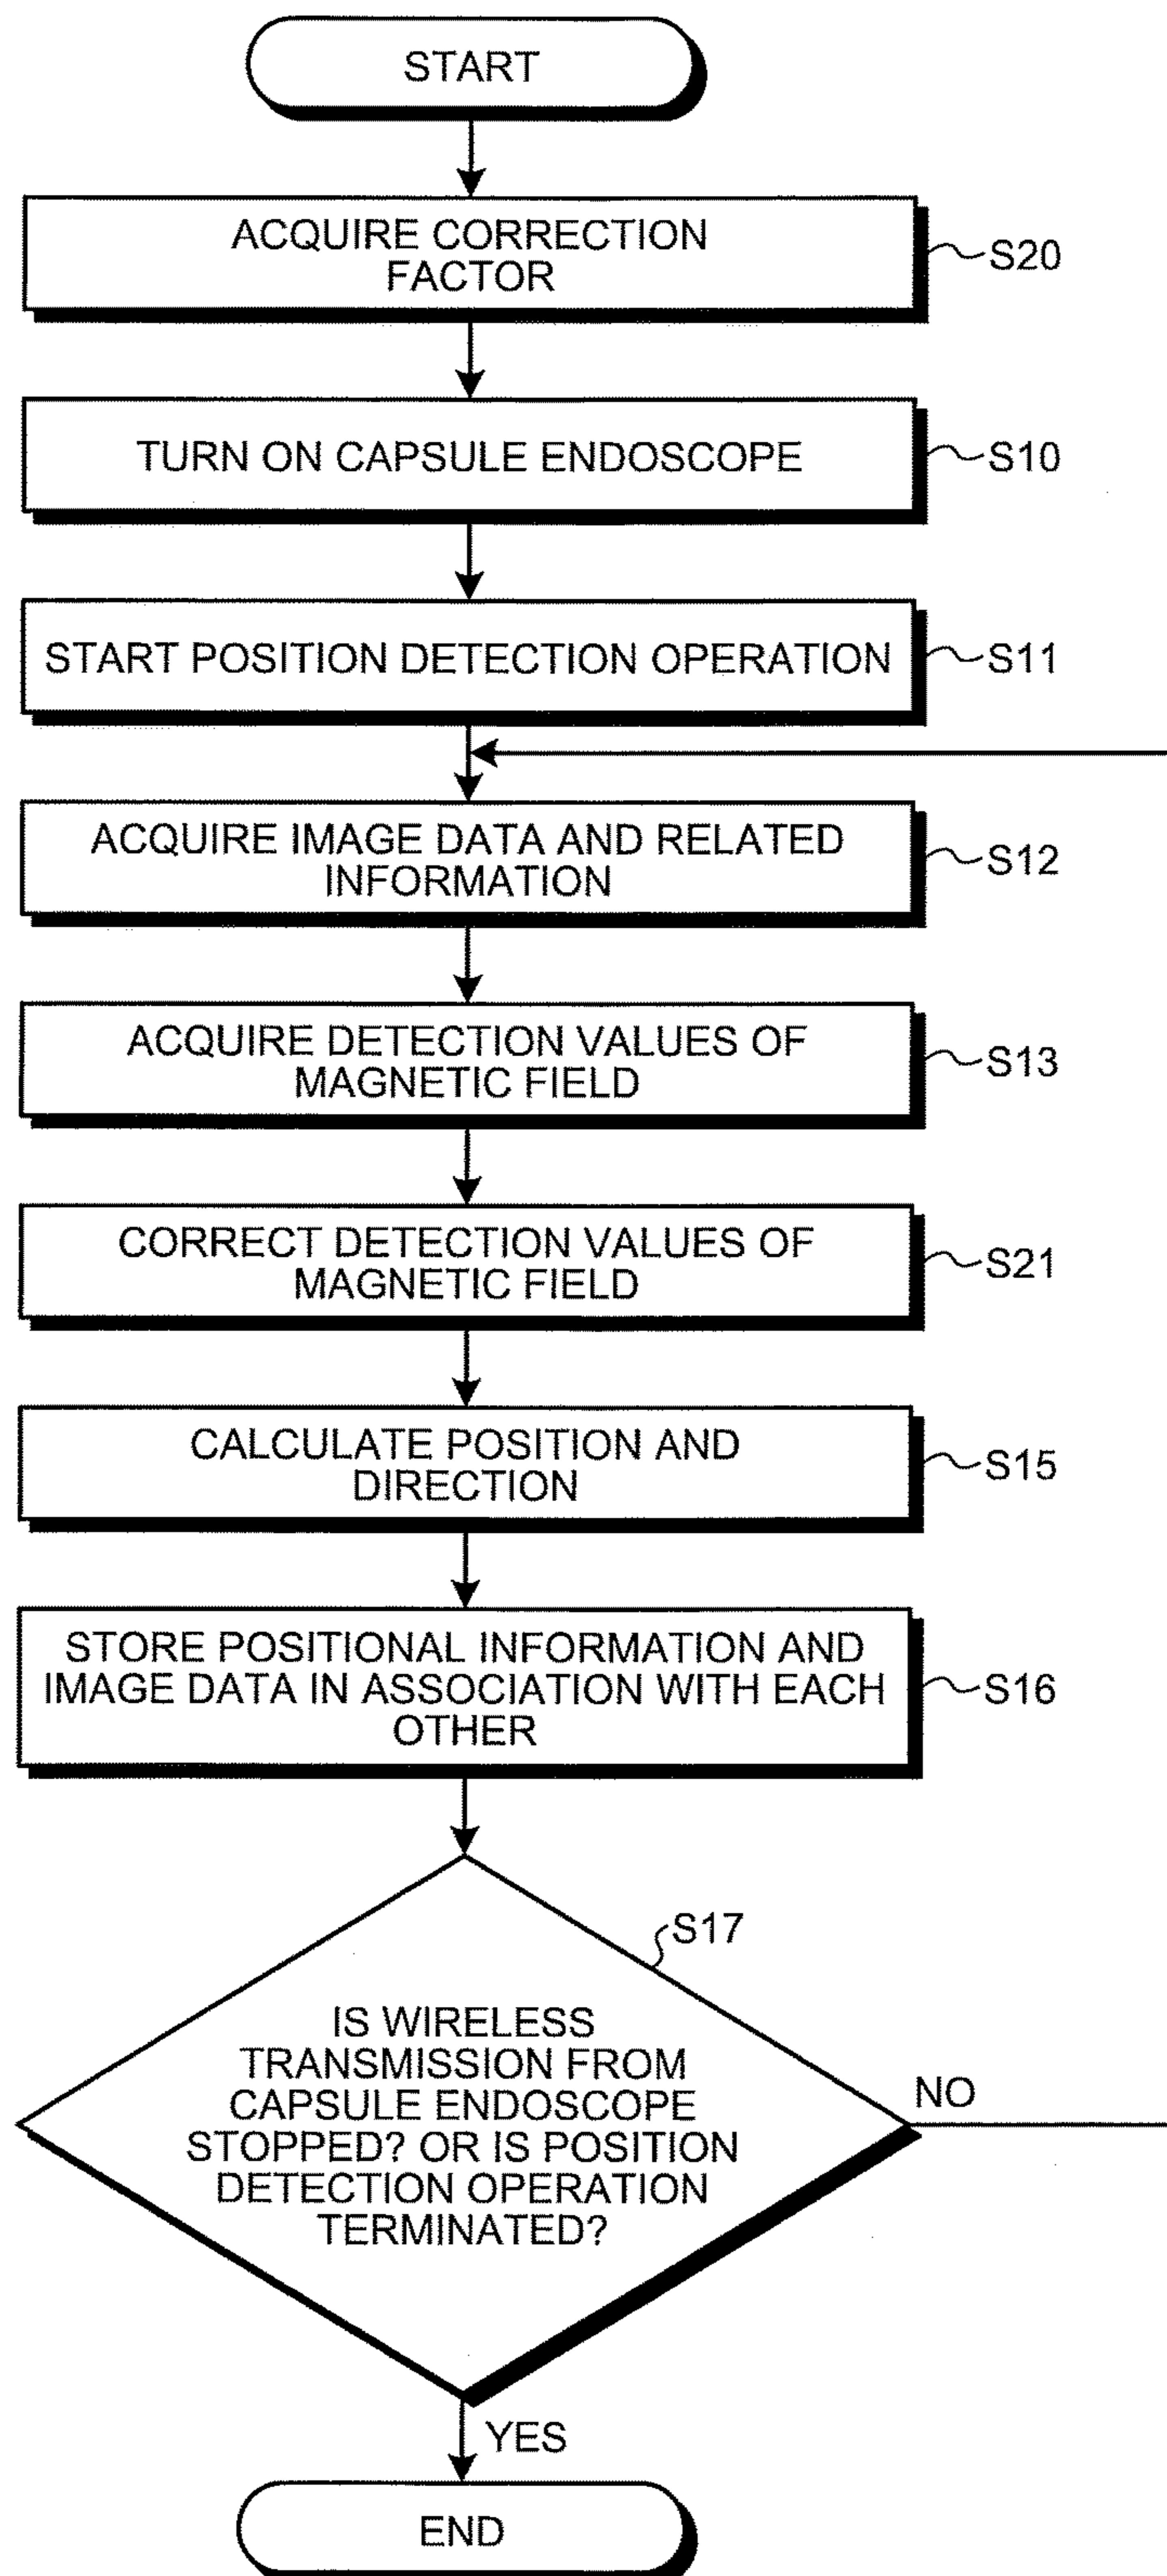 START
ACQUIRE CORRECTION
FACTOR
S20
TURN ON CAPSULE ENDOSCOPE
S10
START POSITION DETECTION OPERATION
S11
ACQUIRE IMAGE DATA AND RELATED
INFORMATION
S12
ACQUIRE DETECTION VALUES OF
MAGNETIC FIELD
S13
CORRECT DETECTION VALUES OF
MAGNETIC FIELD
S21
CALCULATE POSITION AND
DIRECTION
S15
STORE POSITIONAL INFORMATION AND
IMAGE DATA IN ASSOCIATION WITH EACH
OTHER
S16
S17
IS WIRELESS
TRANSMISSION FROM
CAPSULE ENDOSCOPE
STOPPED? OR IS POSITION
DETECTION OPERATION
TERMINATED?
NO
YES
END